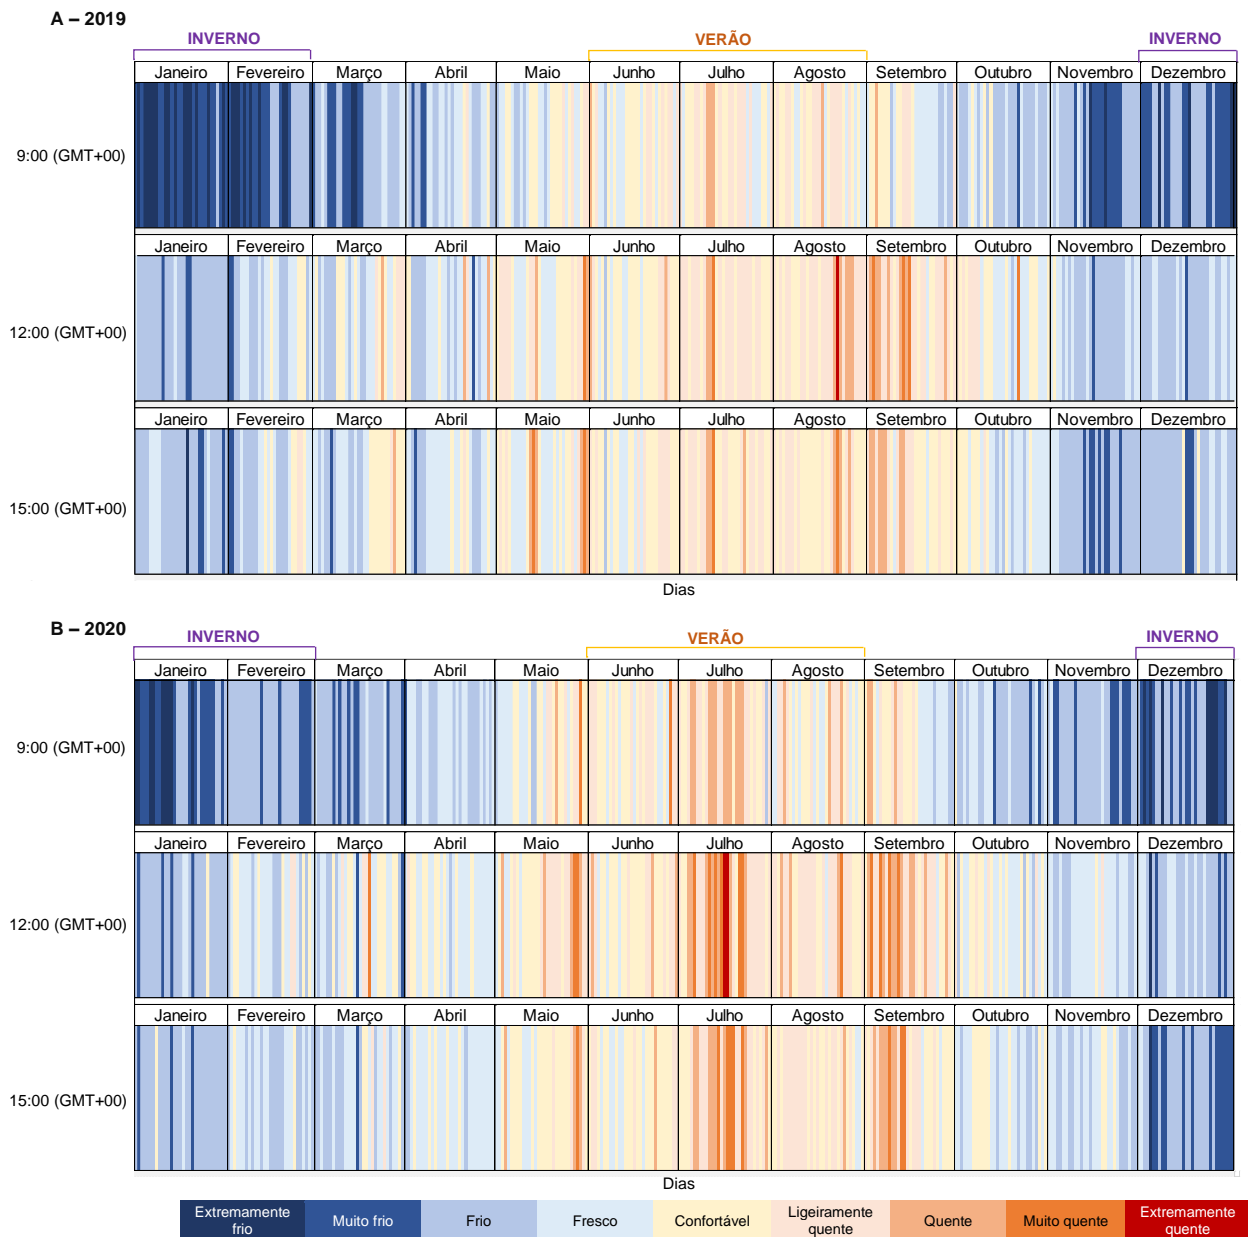 A – 2019
INVERNO VERÃO INVERNO
Janeiro Fevereiro Março Abril Maio Junho Julho Agosto Setembro Outubro Novembro Dezembro
9:00 (GMT+00)
Janeiro Fevereiro Março Abril Maio Junho Julho Agosto Setembro Outubro Novembro Dezembro
12:00 (GMT+00)
Janeiro Fevereiro Março Abril Maio Junho Julho Agosto Setembro Outubro Novembro Dezembro
15:00 (GMT+00)
Dias
B – 2020
INVERNO VERÃO INVERNO
Janeiro Fevereiro Março Abril Maio Junho Julho Agosto Setembro Outubro Novembro Dezembro
9:00 (GMT+00)
Janeiro Fevereiro Março Abril Maio Junho Julho Agosto Setembro Outubro Novembro Dezembro
12:00 (GMT+00)
Janeiro Fevereiro Março Abril Maio Junho Julho Agosto Setembro Outubro Novembro Dezembro
15:00 (GMT+00)
Dias
Extremamente
frio
Muito frio
Frio
Fresco
Confortável
Ligeiramente
quente
Quente
Muito quente
Extremamente
quente